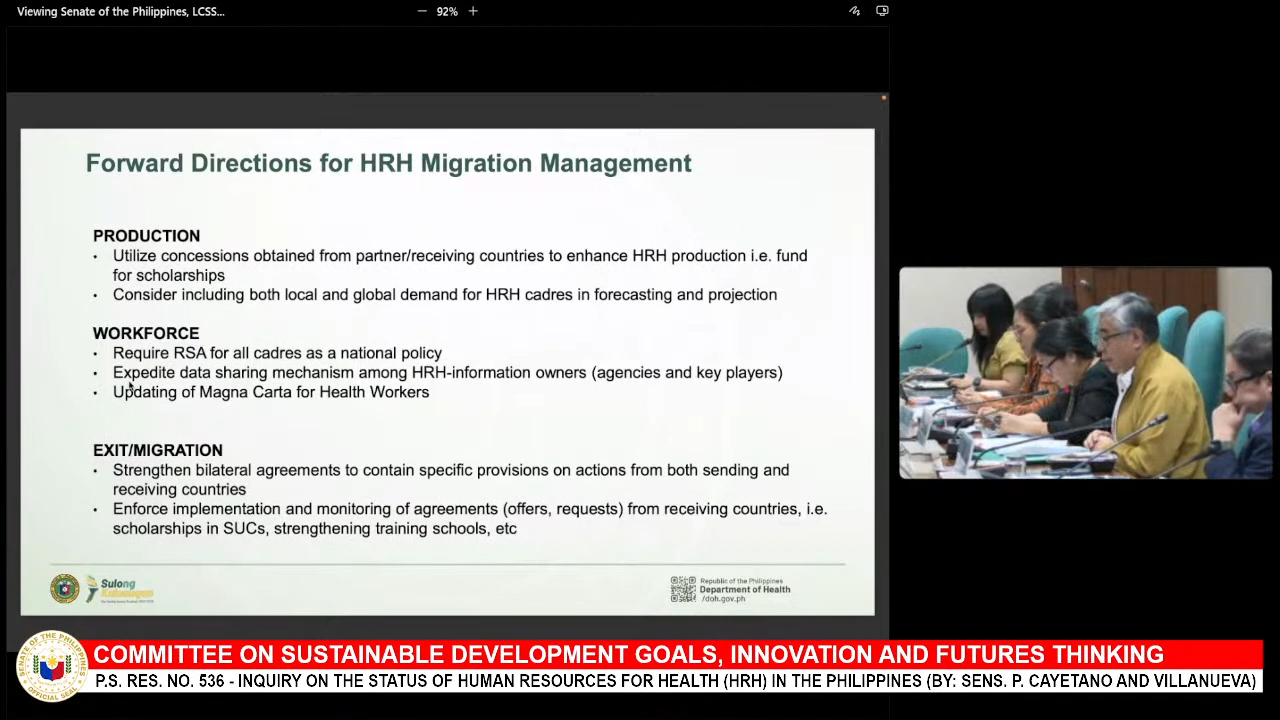 Viewing Senate of the Philippines, LCSS...
92%
Forward Directions for HRH Migration Management
PRODUCTION
• Utilize concessions obtained from partner/receiving countries to enhance HRH production i.e. fund
for scholarships
• Consider including both local and global demand for HRH cadres in forecasting and projection
WORKFORCE
• Require RSA for all cadres as a national policy
• Expedite data sharing mechanism among HRH-information owners (agencies and key players)
• Updating of Magna Carta for Health Workers
EXIT/MIGRATION
• Strengthen bilateral agreements to contain specific provisions on actions from both sending and
receiving countries
• Enforce implementation and monitoring of agreements (offers, requests) from receiving countries, i.e.
scholarships in SUCs, strengthening training schools, etc
Sulong
Republic of the Philippines
Department of Health
/doh.gov.ph
COMMITTEE ON SUSTAINABLE DEVELOPMENT GOALS, INNOVATION AND FUTURES THINKING
P.S. RES. NO. 536 - INQUIRY ON THE STATUS OF HUMAN RESOURCES FOR HEALTH (HRH) IN THE PHILIPPINES (BY: SENS. P. CAYETANO AND VILLANUEVA)